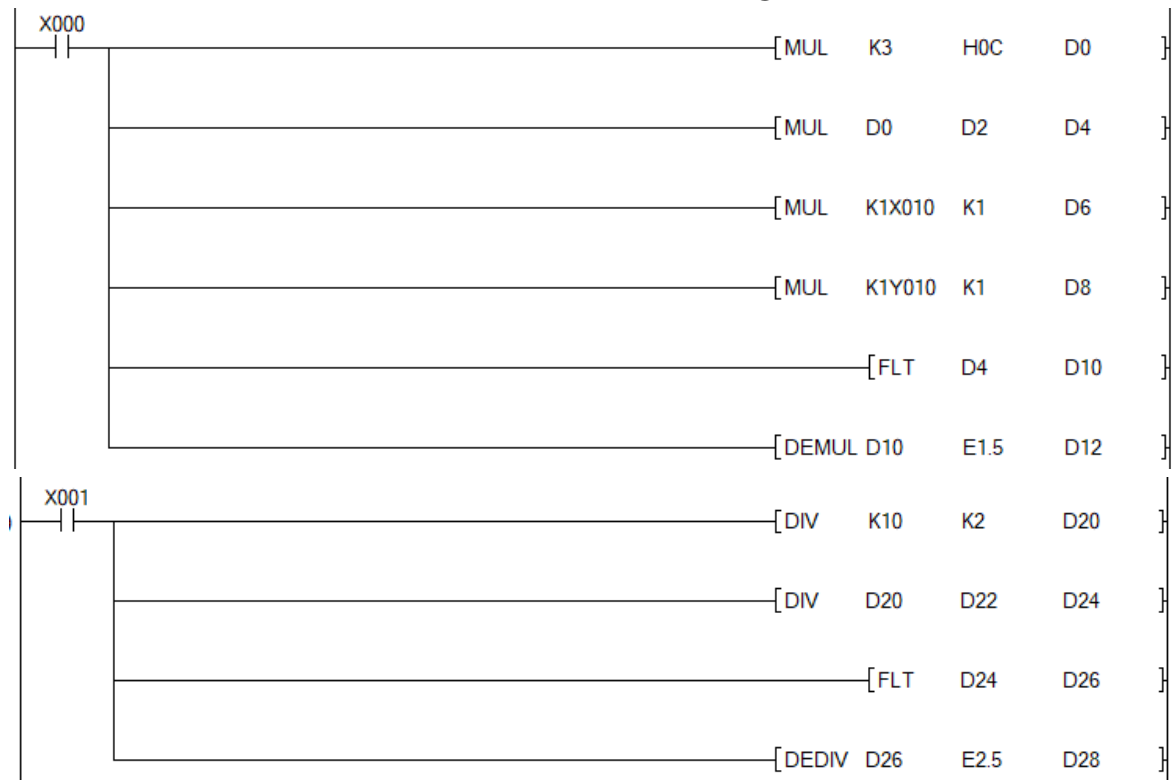 X000
[MUL K3 H0C D0 ]
[MUL D0 D2 D4 ]
[MUL K1X010 K1 D6 ]
[MUL K1Y010 K1 D8 ]
[FLT D4 D10 ]
[DEMUL D10 E1.5 D12 ]
X001
[DIV K10 K2 D20 ]
[DIV D20 D22 D24 ]
[FLT D24 D26 ]
[DEDIV D26 E2.5 D28 ]